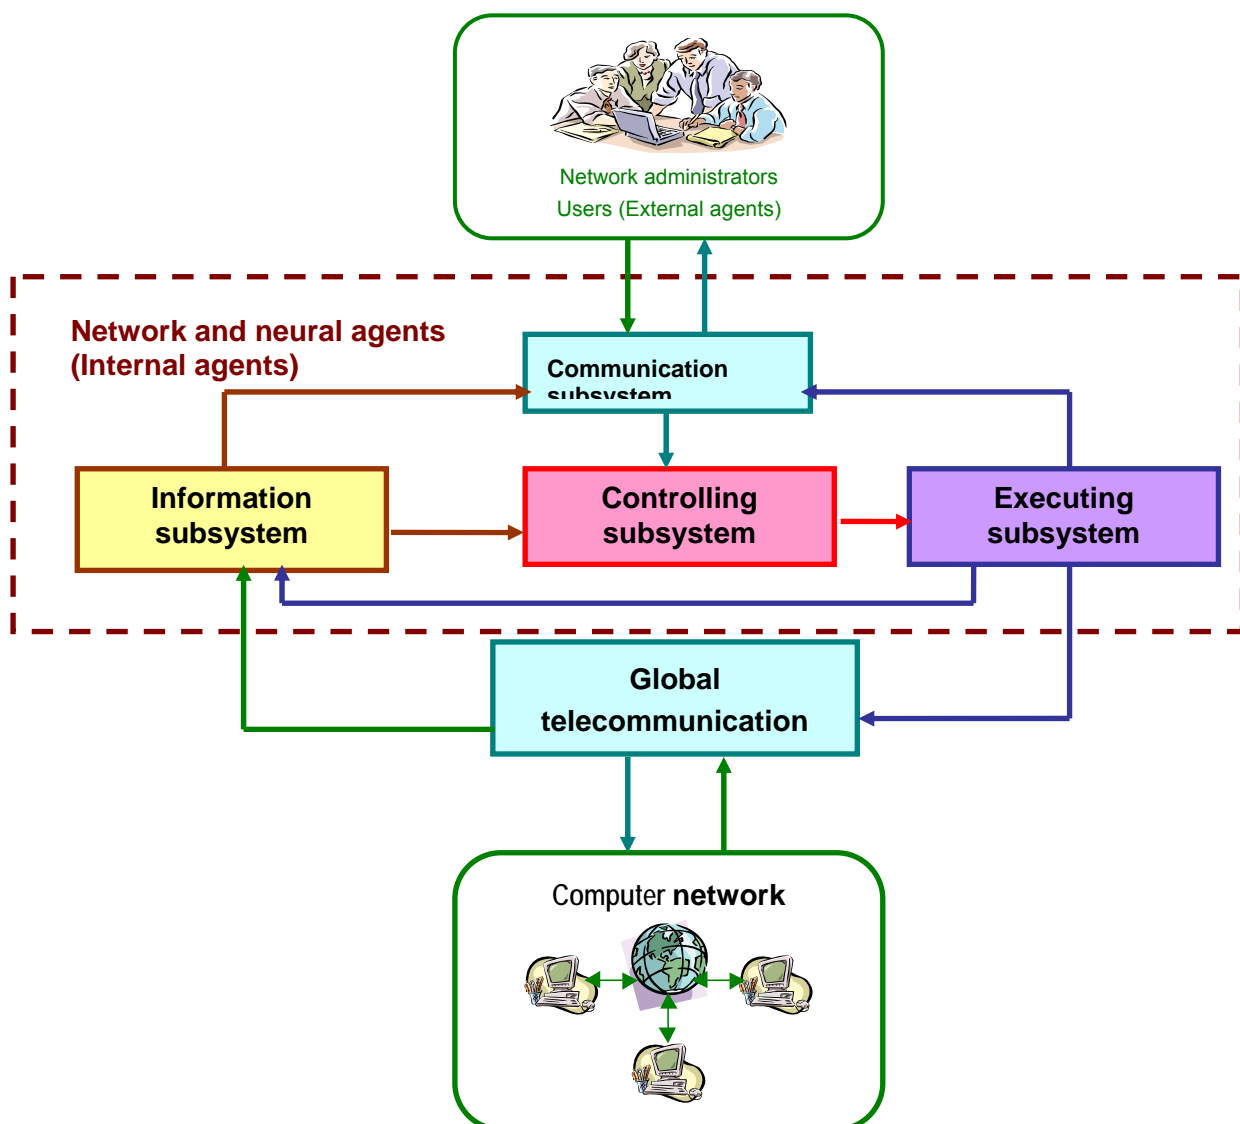 Network administrators
Users (External agents)
Network and neural agents
(Internal agents)
Communication
subsystem
Information
subsystem
Controlling
subsystem
Executing
subsystem
Global
telecommunication
Computer network